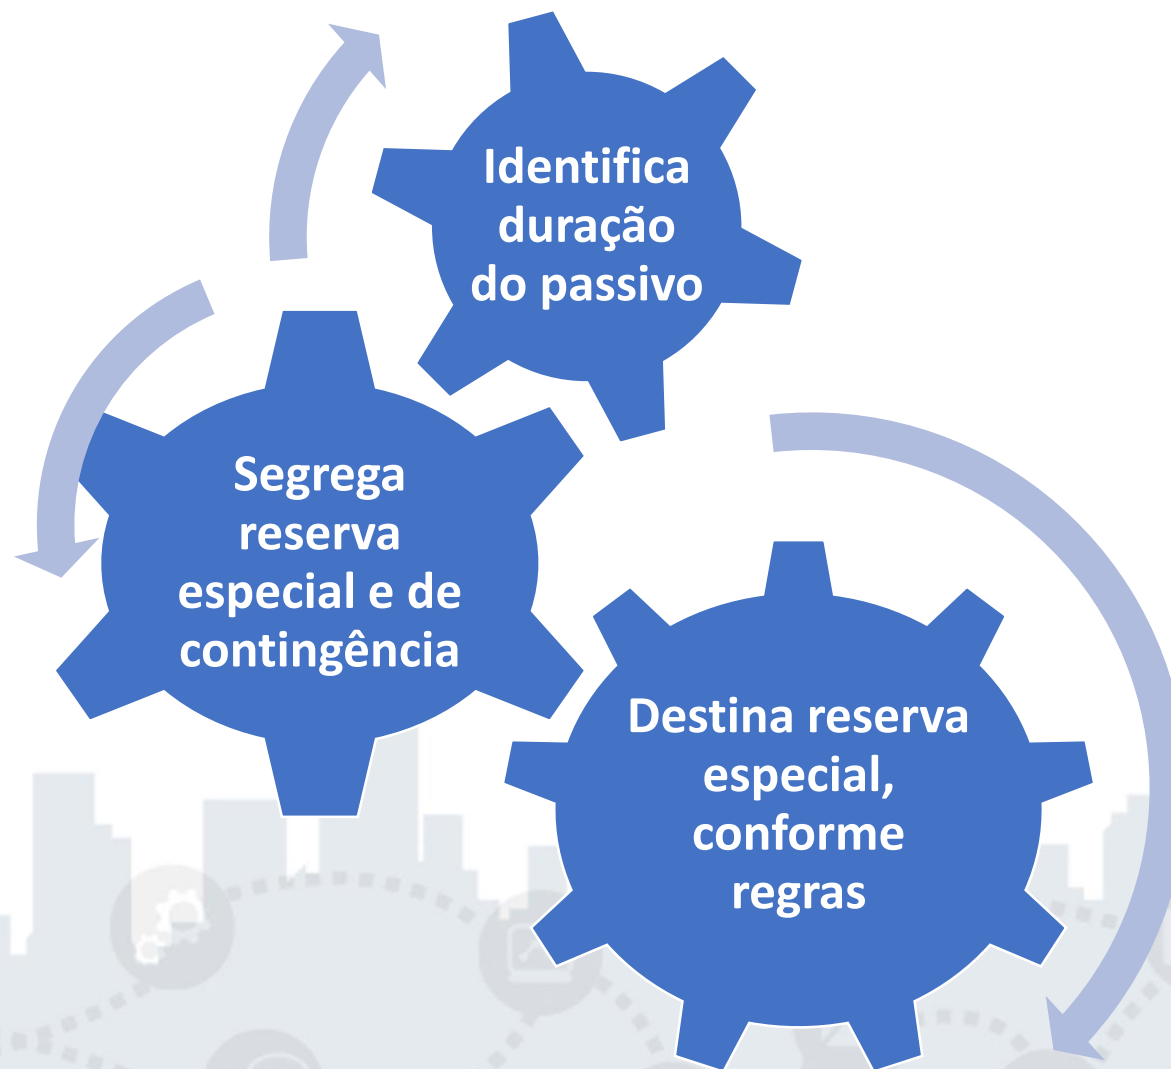 Identifica
duração
do passivo
Segrega
reserva
especial e de
contingência
Destina reserva
especial,
conforme
regras